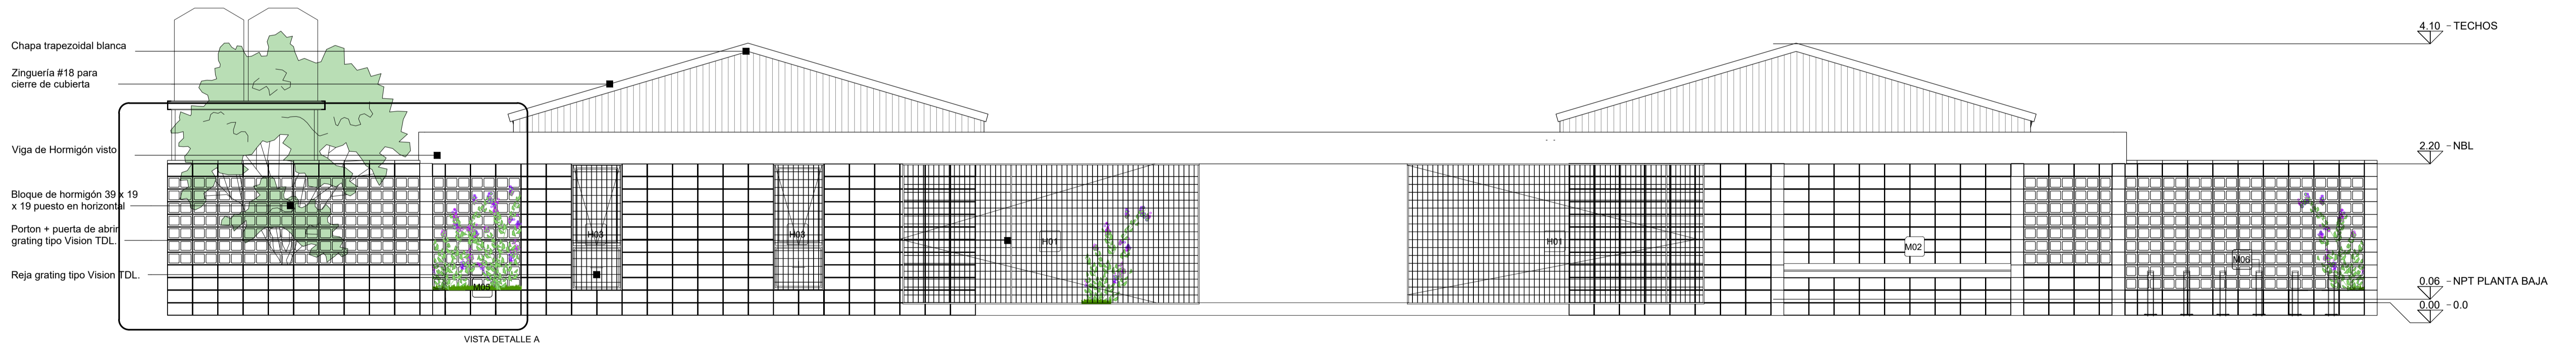 Chapa trapezoidal blanca
Zinguería #18 para
cierre de cubierta
Viga de Hormigón visto
Bloque de hormigón 39 x 19
x 19 puesto en horizontal
Porton + puerta de abrir
grating tipo Vision TDL.
Reja grating tipo Vision TDL.
M05
H03
H03
H01
H01
M02
M06
VISTA DETALLE A
4.10 - TECHOS
2.20 - NBL
0.06 - NPT PLANTA BAJA
0.00 - 0.0